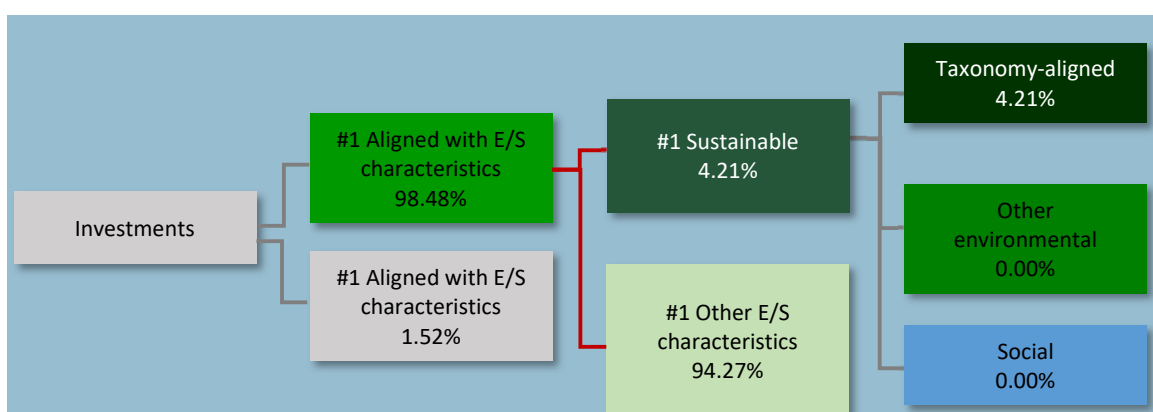 Investments
#1 Aligned with E/S
characteristics
98.48%
#1 Aligned with E/S
characteristics
1.52%
#1 Sustainable
4.21%
#1 Other E/S
characteristics
94.27%
Taxonomy-aligned
4.21%
Other
environmental
0.00%
Social
0.00%